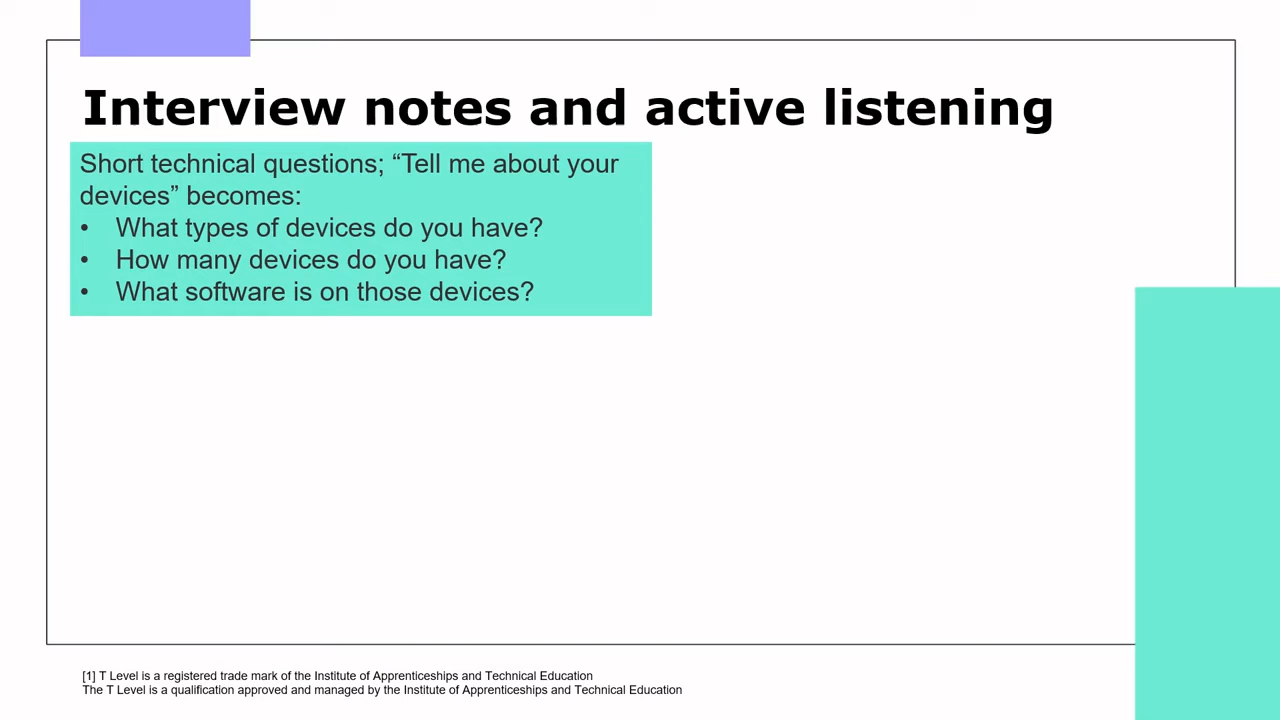 Interview notes and active listening
Short technical questions; “Tell me about your
devices” becomes:
• What types of devices do you have?
• How many devices do you have?
• What software is on those devices?
[1] T Level is a registered trade mark of the Institute of Apprenticeships and Technical Education
The T Level is a qualification approved and managed by the Institute of Apprenticeships and Technical Education